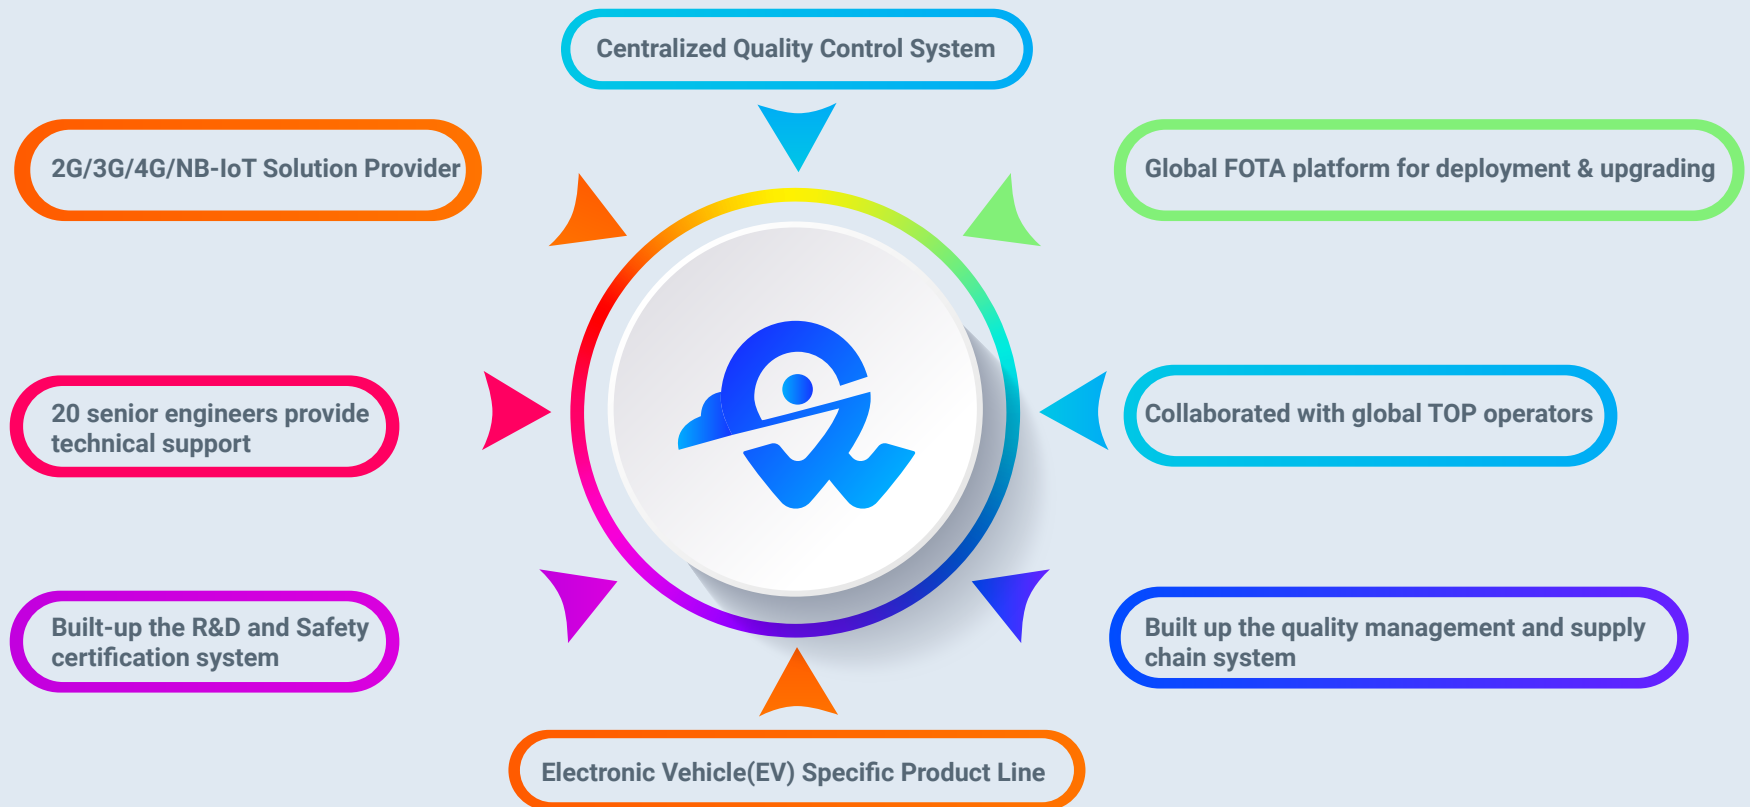 Centralized Quality Control System
2G/3G/4G/NB-IoT Solution Provider
Global FOTA platform for deployment & upgrading
20 senior engineers provide
technical support
Collaborated with global TOP operators
Built-up the R&D and Safety
certification system
Built up the quality management and supply
chain system
Electronic Vehicle(EV) Specific Product Line